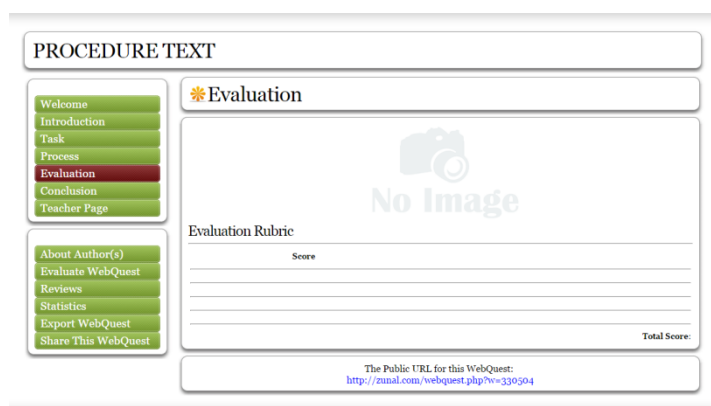 PROCEDURE TEXT
Welcome
Introduction
Task
Process
Evaluation
Conclusion
Teacher Page
About Author(s)
Evaluate WebQuest
Reviews
Statistics
Export WebQuest
Share This WebQuest
Evaluation
No Image
Evaluation Rubric
Score
Total Score:
The Public URL for this WebQuest:
http://zunal.com/webquest.php?w=330504